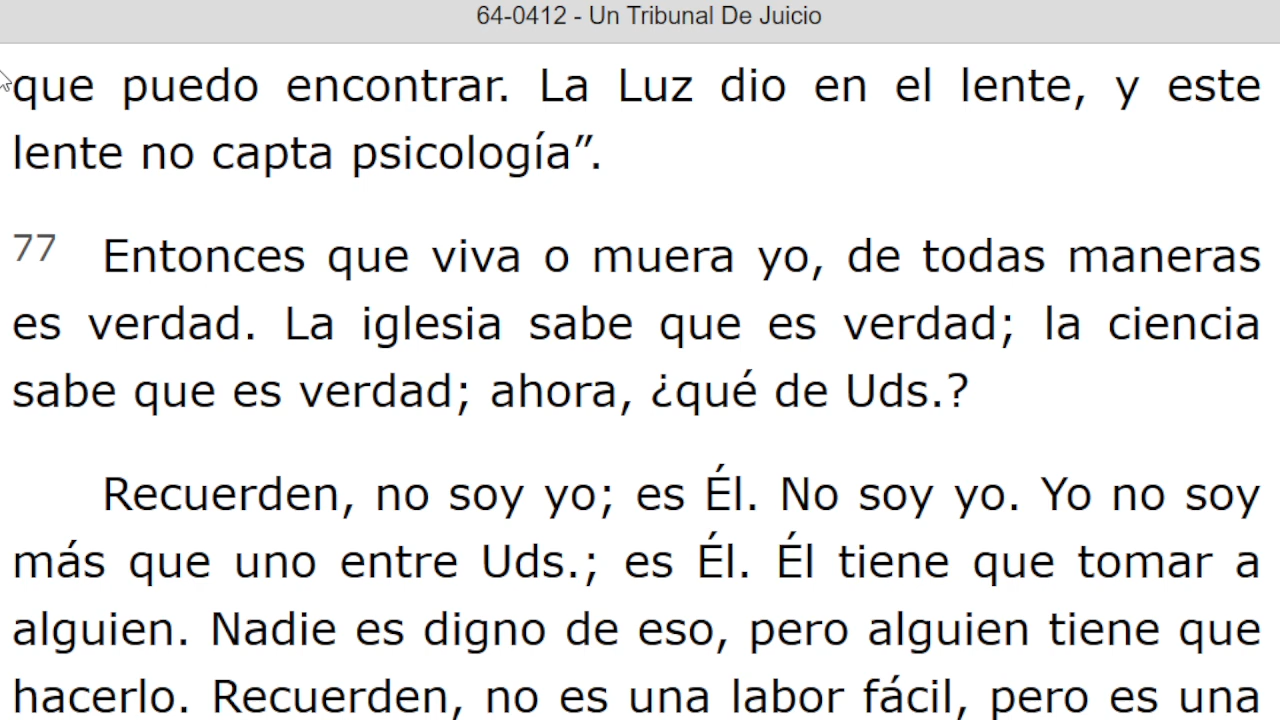 64-0412 - Un Tribunal De Juicio
que puedo encontrar. La Luz dio en el lente, y este
lente no capta psicología”.
77 Entonces que viva o muera yo, de todas maneras
es verdad. La iglesia sabe que es verdad; la ciencia
sabe que es verdad; ahora, ¿qué de Uds.?
Recuerden, no soy yo; es Él. No soy yo. Yo no soy
más que uno entre Uds.; es Él. Él tiene que tomar a
alguien. Nadie es digno de eso, pero alguien tiene que
hacerlo. Recuerden, no es una labor fácil, pero es una